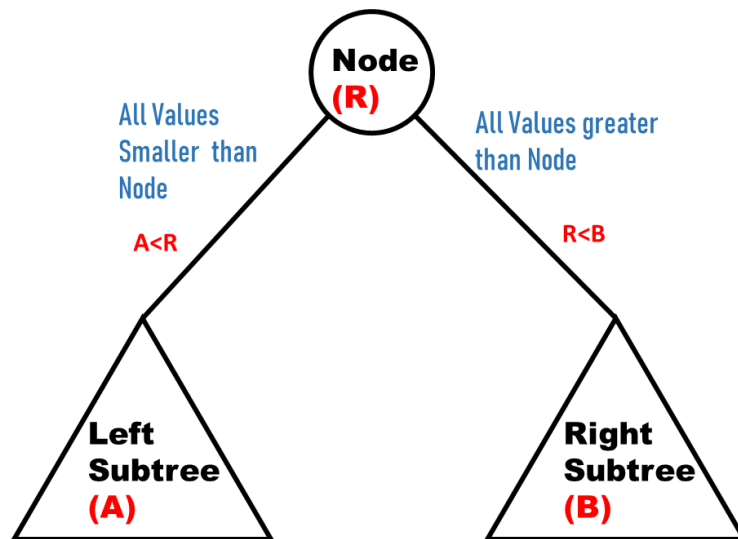 Node
(R)
All Values
Smaller than
Node
All Values greater
than Node
A<R
R<B
Left
Subtree
(A)
Right
Subtree
(B)